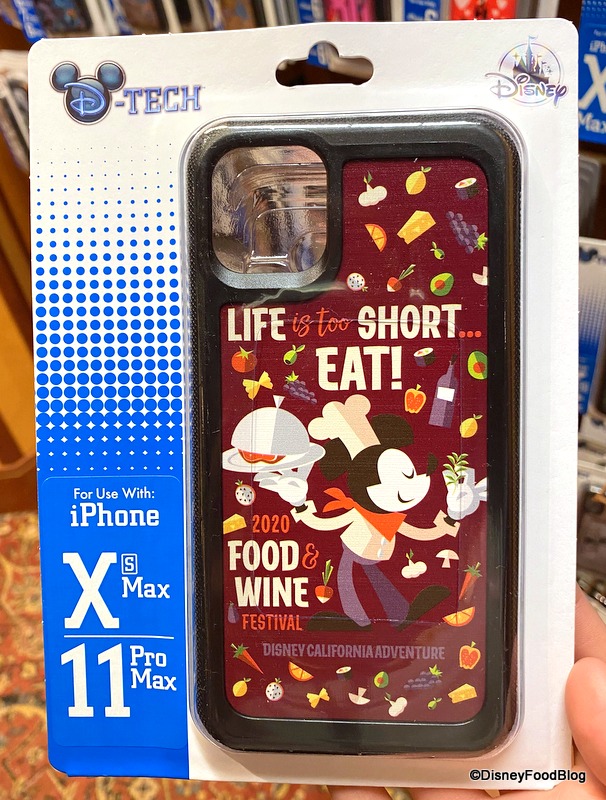 D-TECH
Disney
LIFE is too SHORT...
EAT!
2020
FOOD &
WINE
FESTIVAL
DISNEY CALIFORNIA ADVENTURE
For Use With:
iPhone
X S Max
11 Pro Max
X
Max
©DisneyFoodBlog